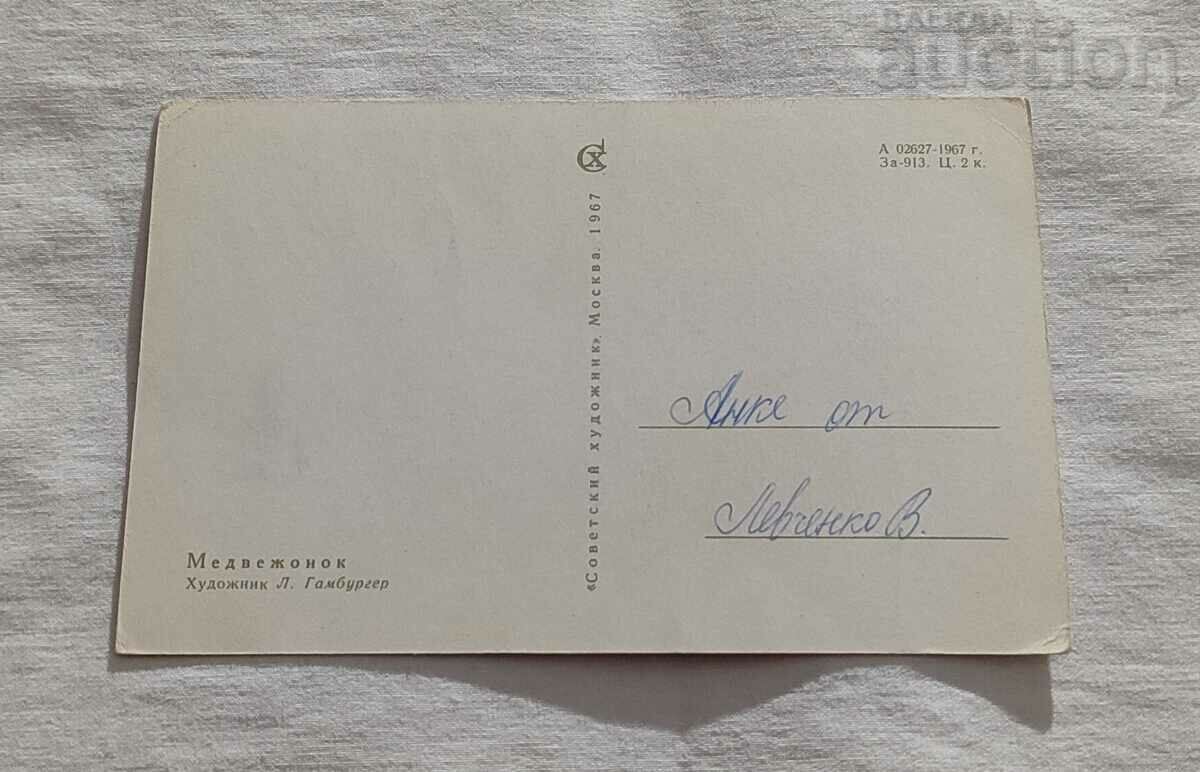 BALKAN
auction
СХ
А 02627-1967 г.
За-913. Ц. 2 к.
«Советский художник». Москва. 1967
Анке от
Левченко В.
Медвежонок
Художник Л. Гамбургер